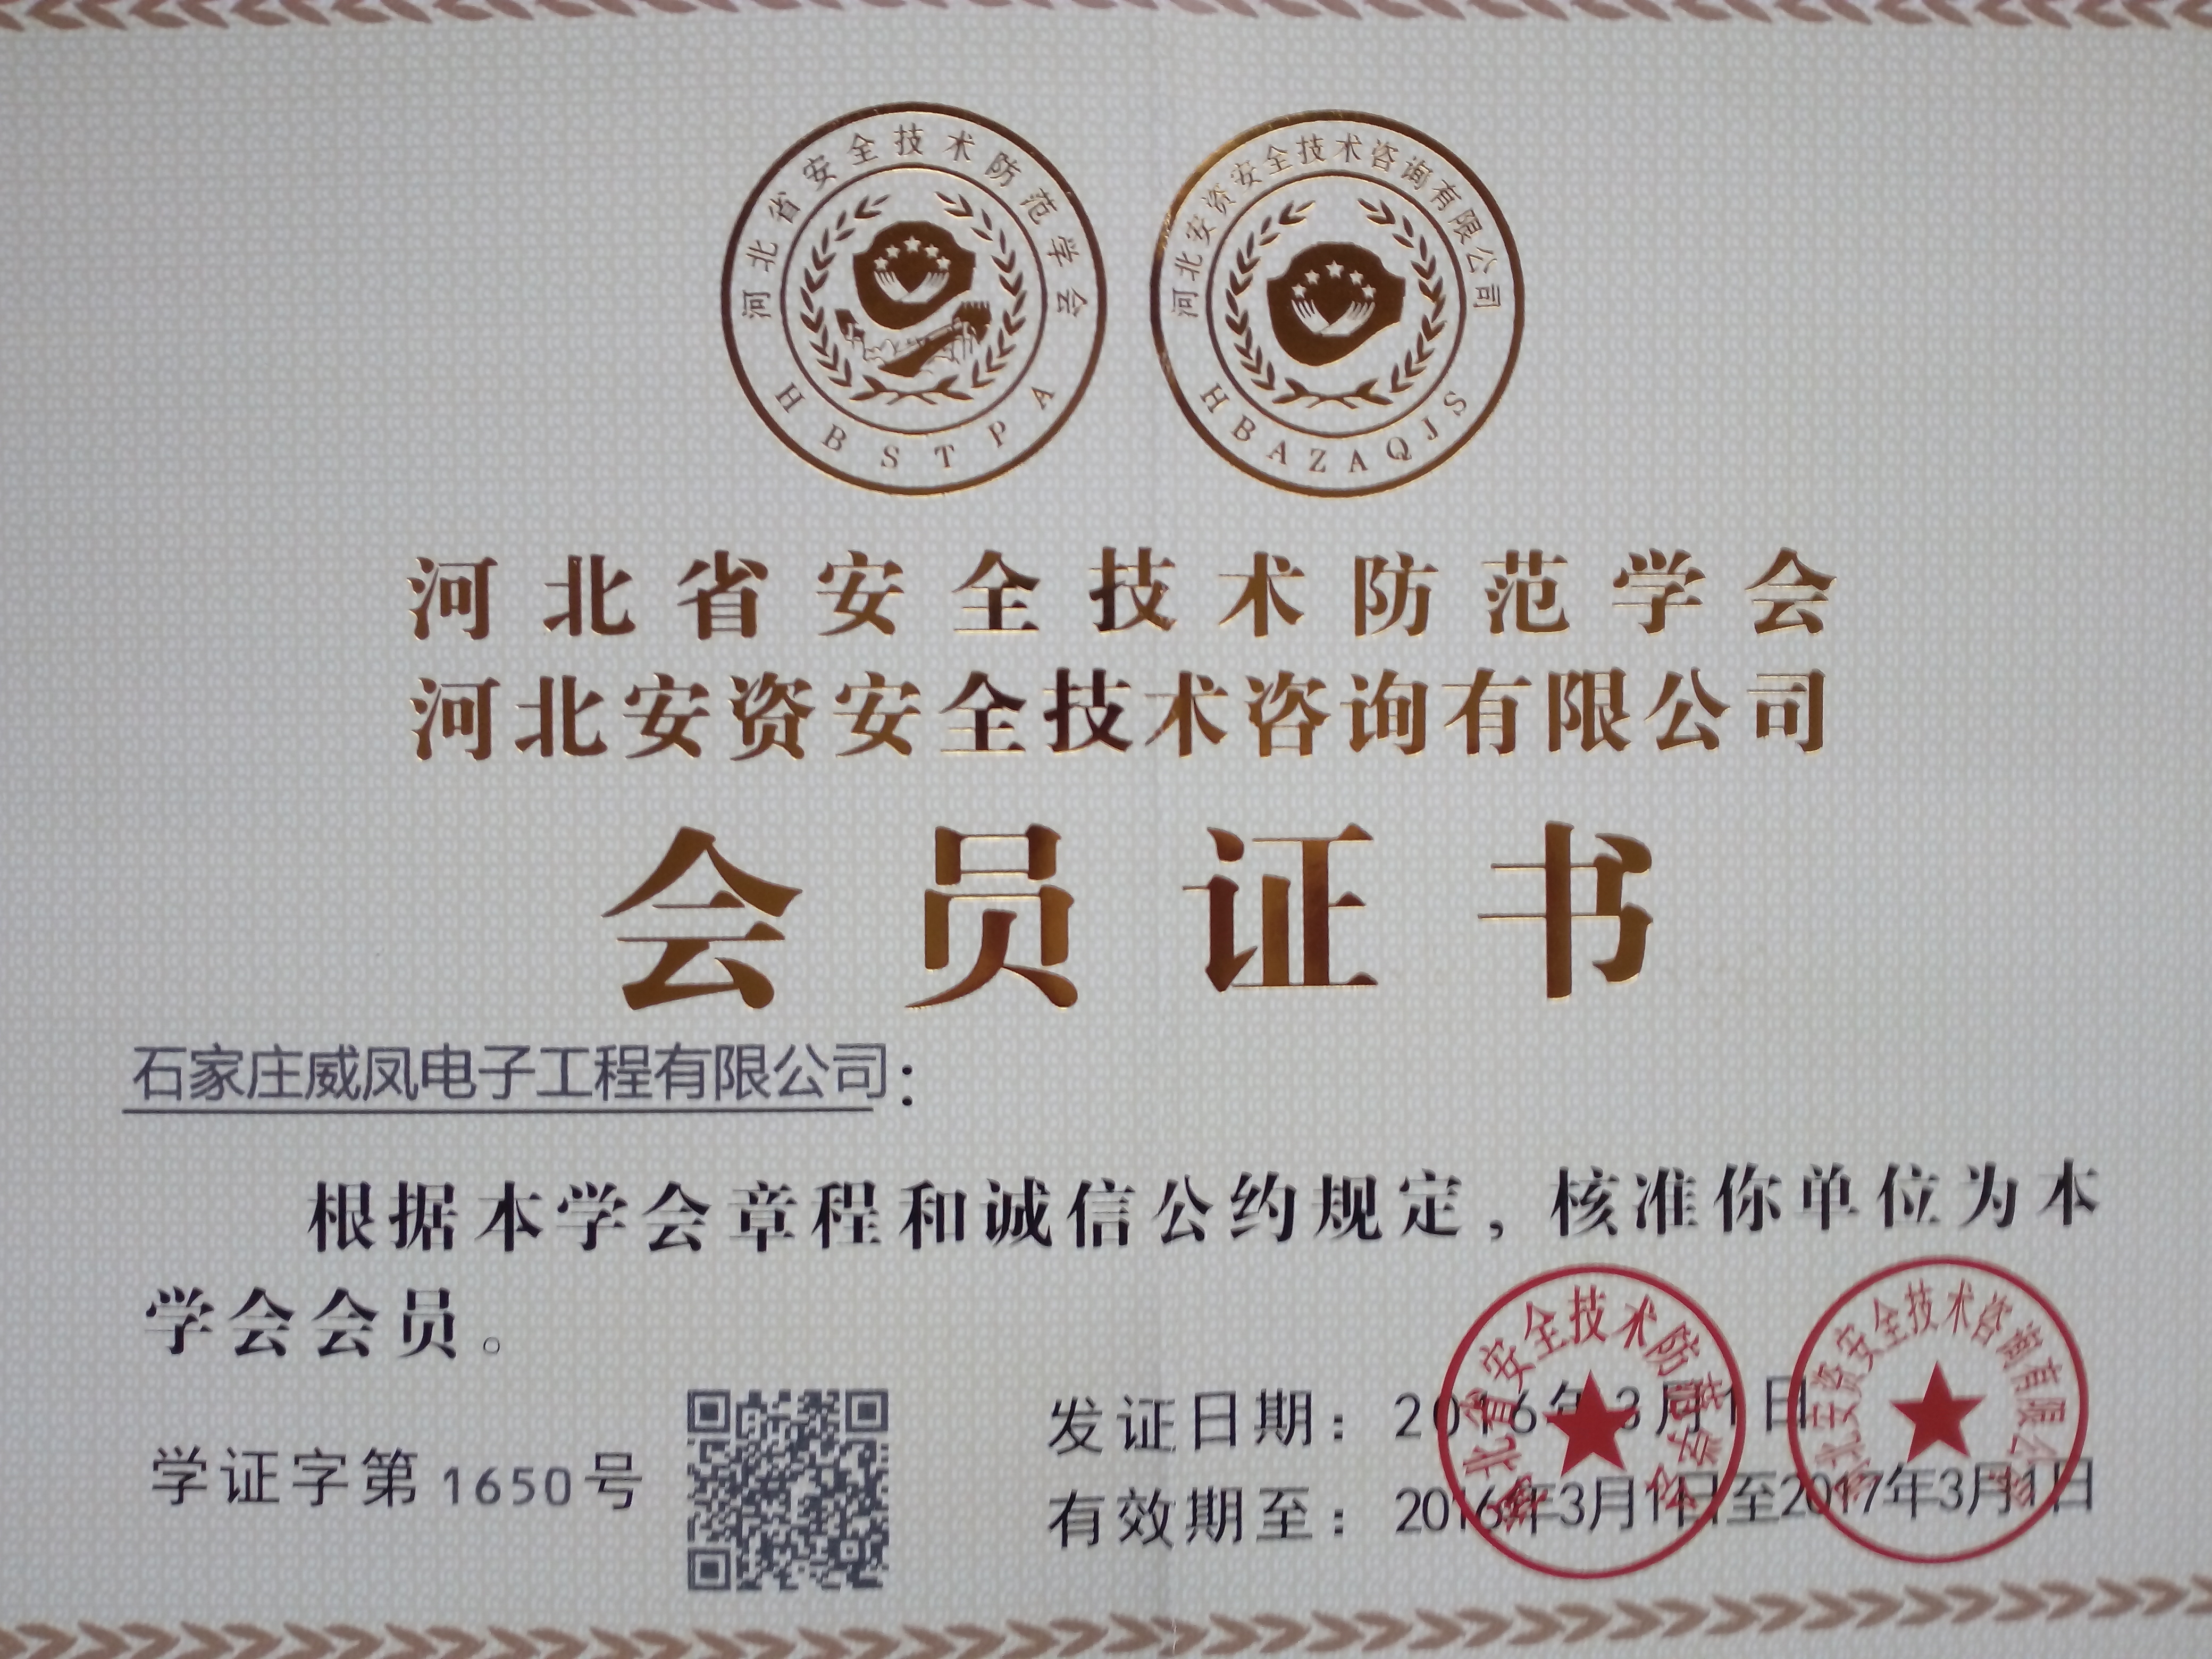 河北省安全技术防范学会
HBSTPA
河北安资安全技术咨询有限公司
HBAZAQJS
河北省安全技术防范学会
河北安资安全技术咨询有限公司
会员证书
石家庄威凤电子工程有限公司：
根据本学会章程和诚信公约规定，核准你单位为本
学会会员。
学证字第1650号
发证日期：2016年3月1日
有效期至：2016年3月1日至2017年3月1日
河北省安全技术防范学会
河北安资安全技术咨询有限公司